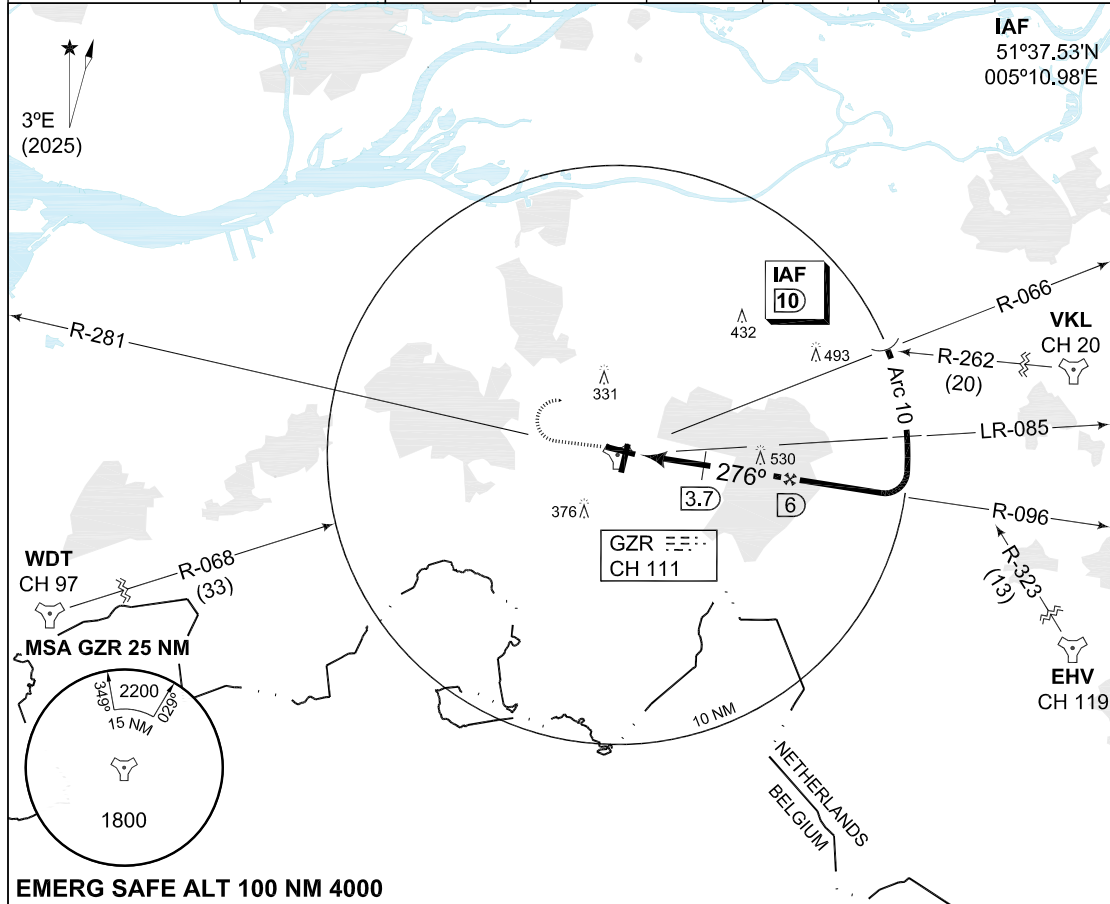 IAF
51°37.53'N
005°10.98'E
3°E
(2025)
IAF
10
R-066
VKL
CH 20
R-262
(20)
432
493
R-281
331
Arc 10
LR-085
530
276°
3.7
6
R-096
376
GZR
CH 111
R-323
(13)
WDT
CH 97
R-068
(33)
EHV
CH 119
MSA GZR 25 NM
349°
2200
029°
15 NM
1800
10 NM
NETHERLANDS
BELGIUM
EMERG SAFE ALT 100 NM 4000